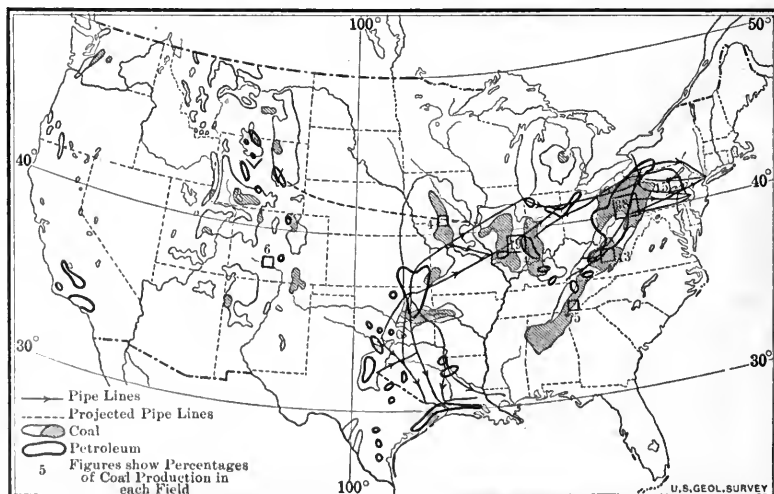 100° 50°
40°
40°
30°
30°
6
4
13
5
Pipe Lines
Projected Pipe Lines
Coal
Petroleum
5 Figures show Percentages
of Coal Production in
each Field
100° 100°
U.S.GEOL.SURVEY